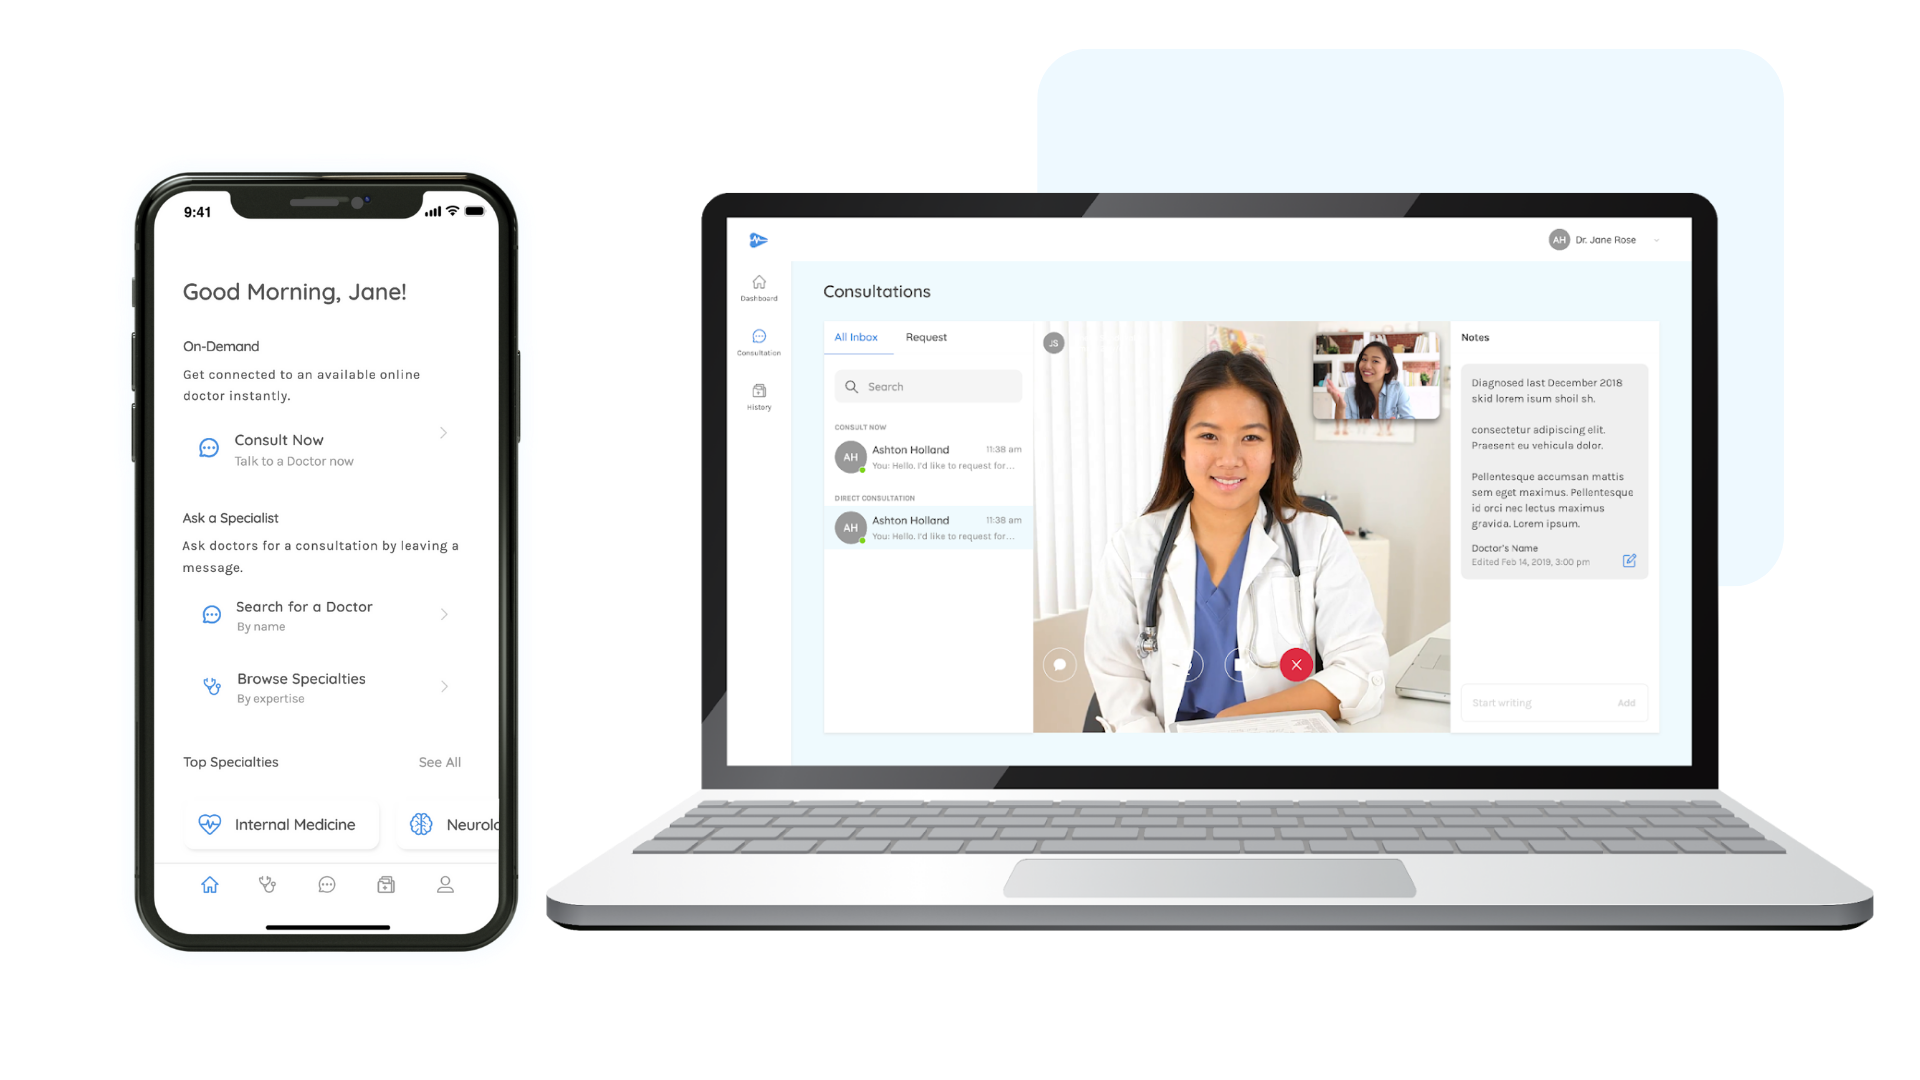 9:41
Good Morning, Jane!
On-Demand
Get connected to an available online
doctor instantly.
Consult Now
Talk to a Doctor now
Ask a Specialist
Ask doctors for a consultation by leaving a
message.
Search for a Doctor
By name
Browse Specialties
By expertise
Top Specialties
See All
Internal Medicine
Neurolo
AH
Dr. Jane Rose
Dashboard
Consultation
History
Consultations
All Inbox
Request
Search
CONSULT NOW
AH
Ashton Holland
11:38 am
You: Hello. I'd like to request for...
DIRECT CONSULTATION
AH
Ashton Holland
11:38 am
You: Hello. I'd like to request for...
JS
Notes
Diagnosed last December 2018
skid lorem isum shoil sh.
consectetur adipiscing elit.
Praesent eu vehicula dolor.
Pellentesque accumsan mattis
sem eget maximus. Pellentesque
id orci nec lectus maximus
gravida. Lorem ipsum.
Doctor's Name
Edited Feb 14, 2019, 3:00 pm
Start writing
Add